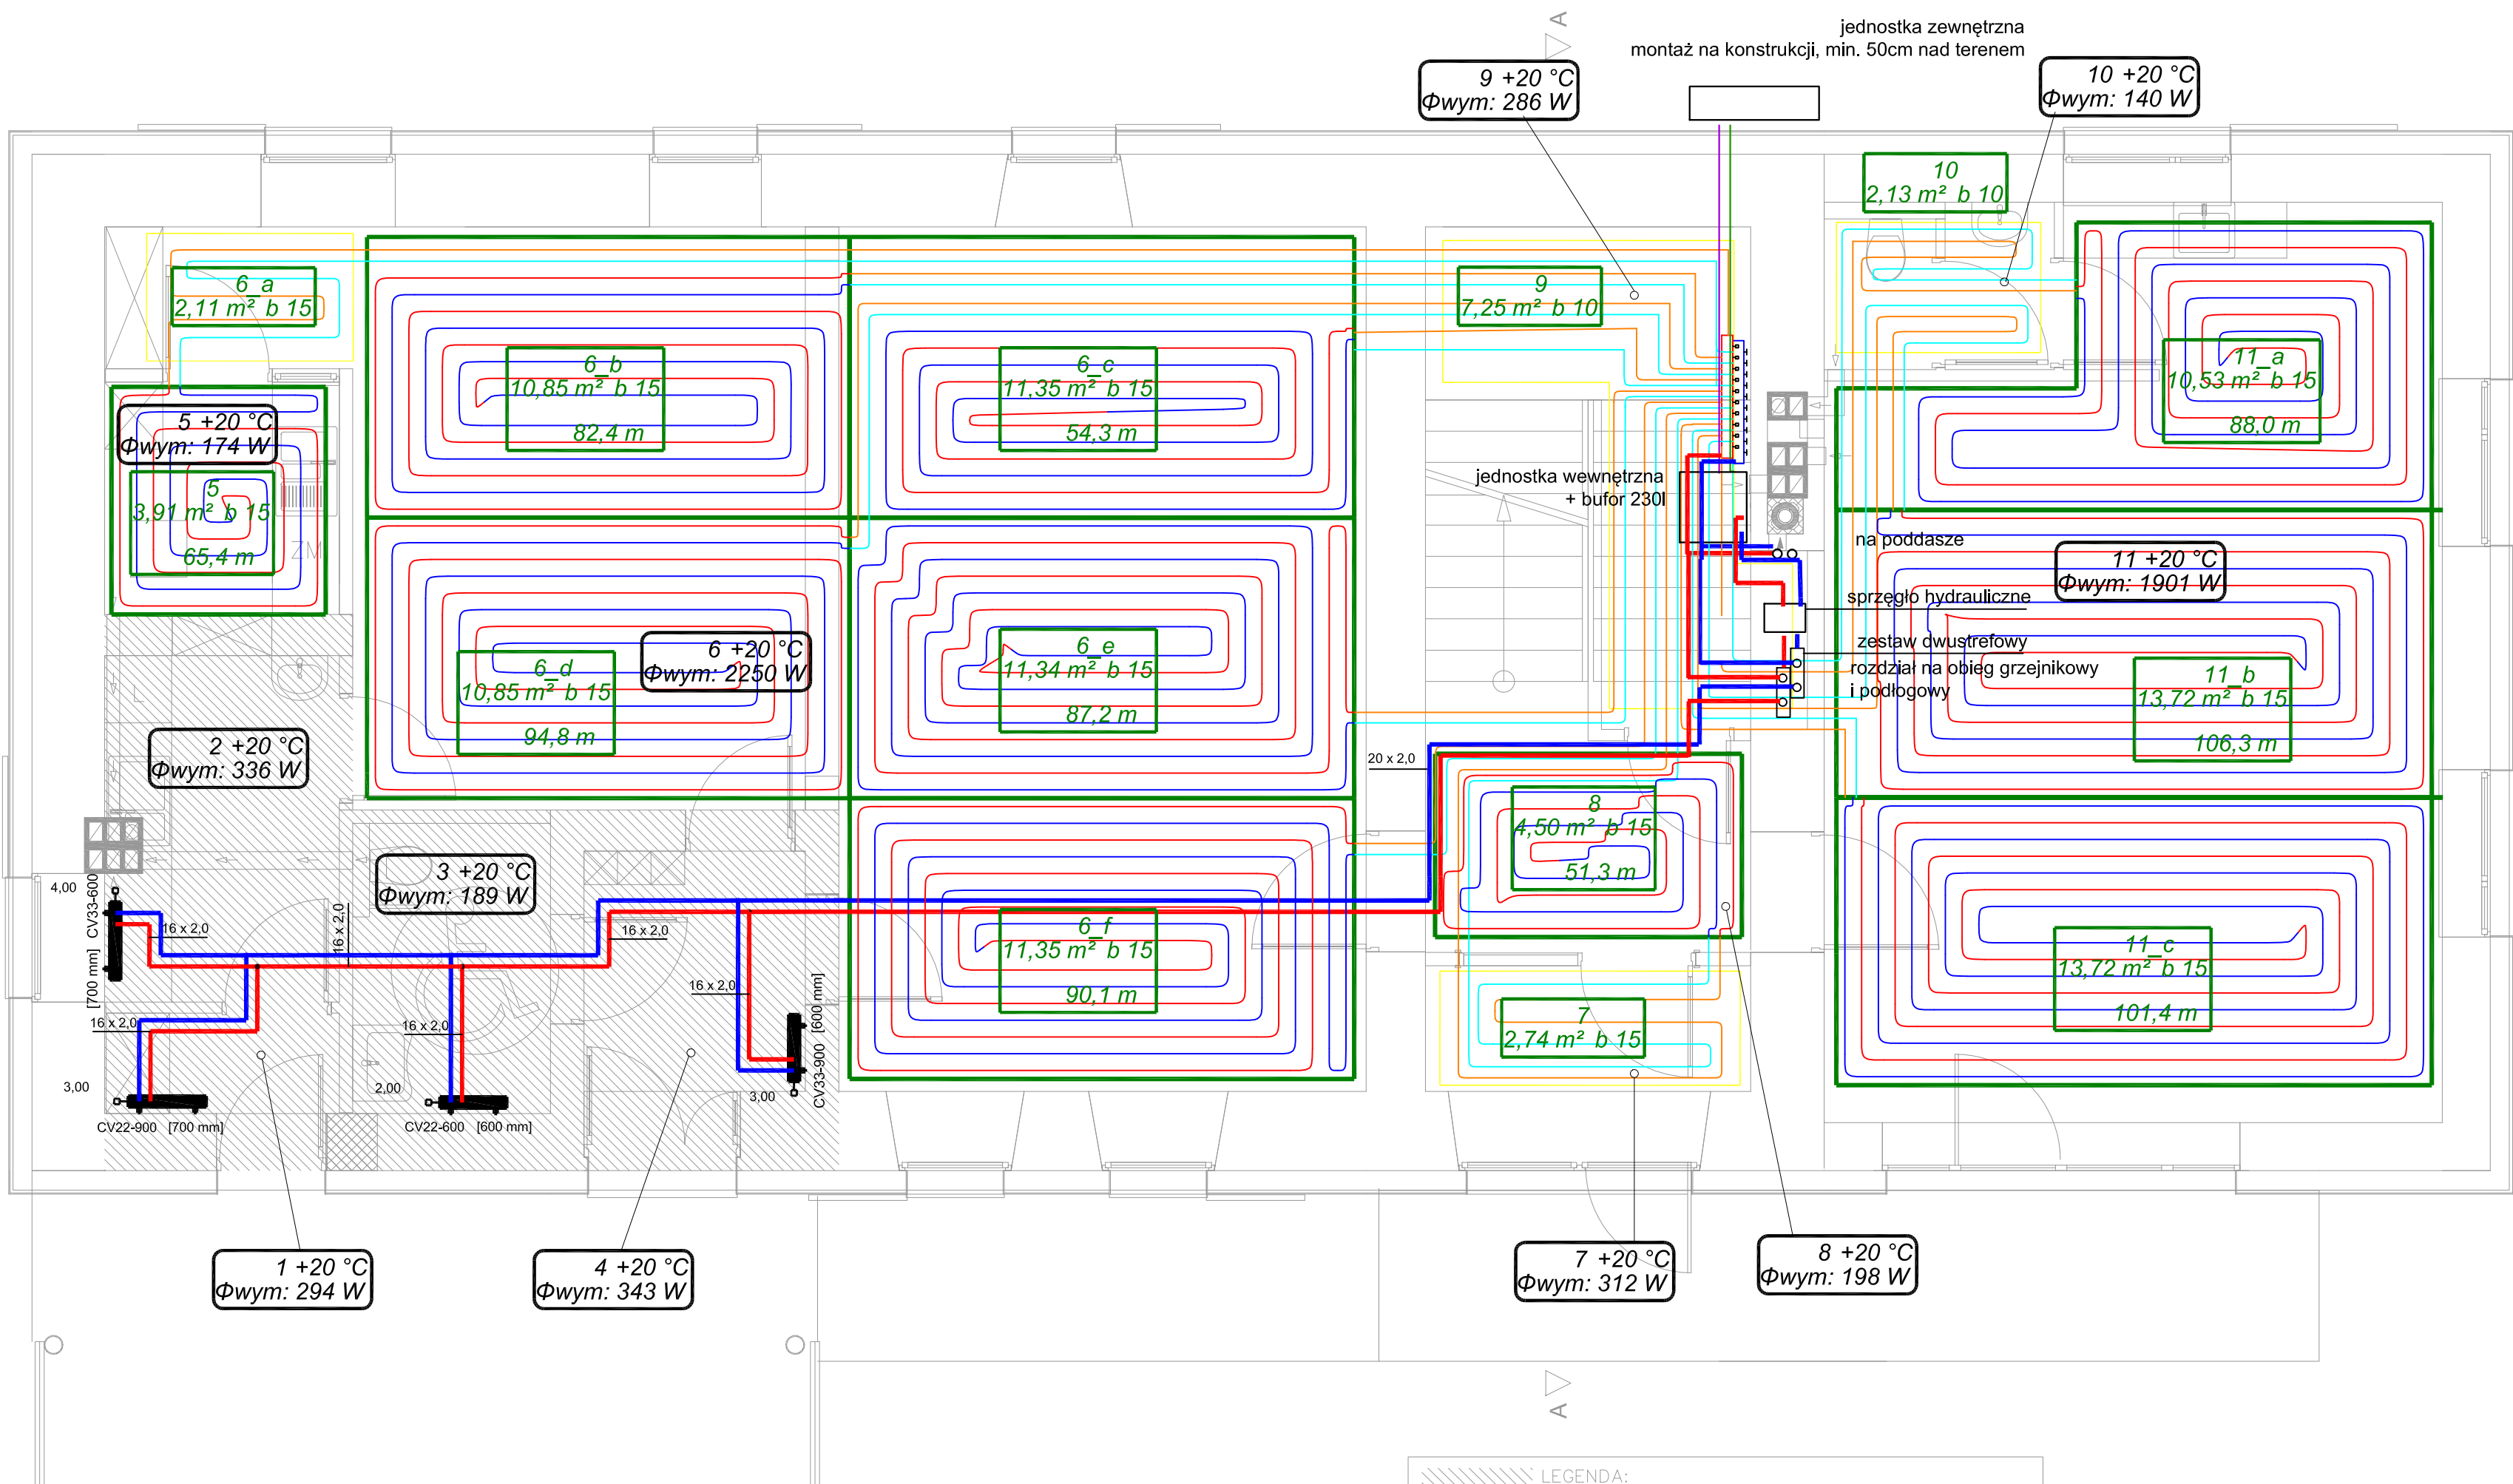 A
jednostka zewnętrzna
montaż na konstrukcji, min. 50cm nad terenem
9 +20 °C
Φwym: 286 W
10 +20 °C
Φwym: 140 W
10
2,13 m² b 10
6_a
2,11 m² b 15
9
7,25 m² b 10
6_b
10,85 m² b 15
82,4 m
6_c
11,35 m² b 15
54,3 m
11_a
10,53 m² b 15
88,0 m
5 +20 °C
Φwym: 174 W
5
3,91 m² b 15
65,4 m
ZM
jednostka wewnętrzna
+ bufor 230l
na poddasze
11 +20 °C
Φwym: 1901 W
sprzęgło hydrauliczne
zestaw dwustrefowy
rozdział na obieg grzejnikowy
i podłogowy
6 +20 °C
Φwym: 2250 W
6_d
10,85 m² b 15
94,8 m
6_e
11,34 m² b 15
87,2 m
11_b
13,72 m² b 15
106,3 m
2 +20 °C
Φwym: 336 W
20 x 2,0
8
4,50 m² b 15
51,3 m
3 +20 °C
Φwym: 189 W
4,00
CV33-600 [700 mm]
16 x 2,0
16 x 2,0
16 x 2,0
6_f
11,35 m² b 15
90,1 m
11_c
13,72 m² b 15
101,4 m
16 x 2,0
16 x 2,0
16 x 2,0
CV33-900 [600 mm]
7
2,74 m² b 15
3,00
2,00
3,00
CV22-900 [700 mm]
CV22-600 [600 mm]
1 +20 °C
Φwym: 294 W
4 +20 °C
Φwym: 343 W
7 +20 °C
Φwym: 312 W
8 +20 °C
Φwym: 198 W
A
LEGENDA: